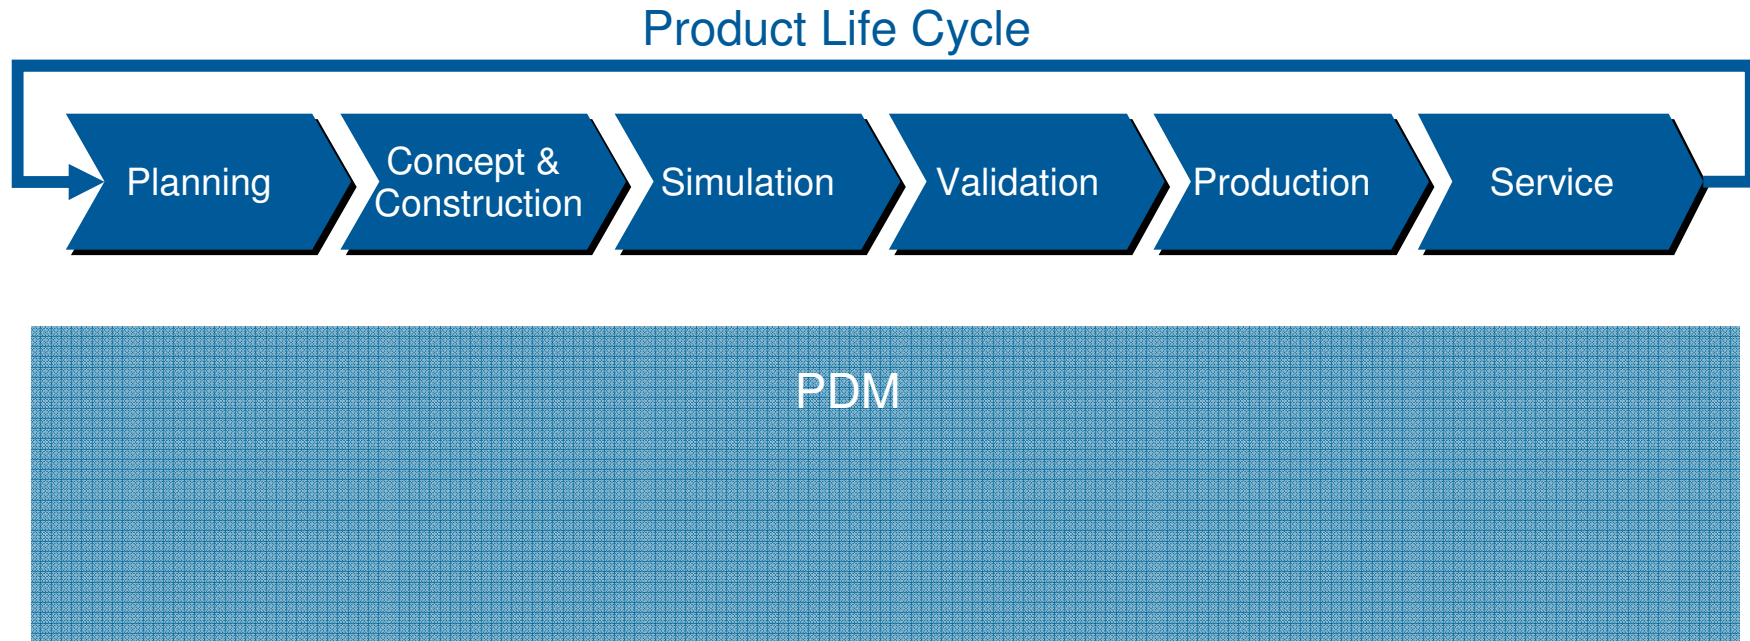 Product Life Cycle
Planning
Concept &
Construction
Simulation
Validation
Production
Service
PDM